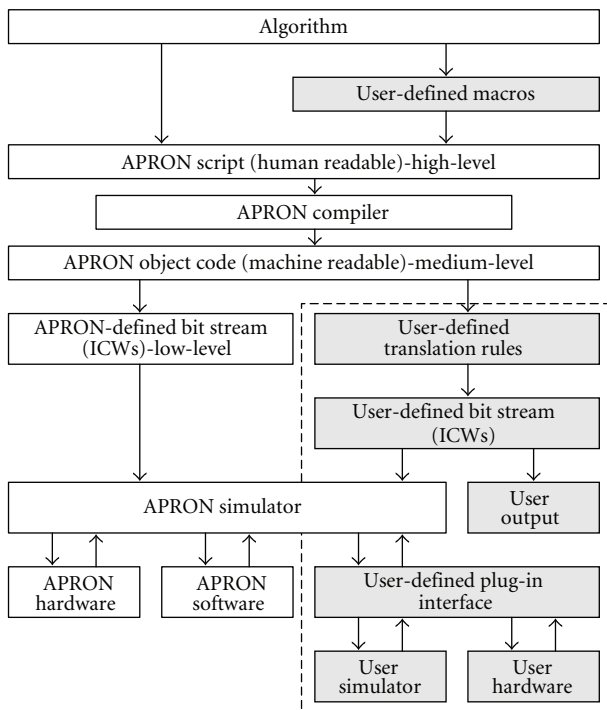 Algorithm
User-defined macros
APRON script (human readable)-high-level
APRON compiler
APRON object code (machine readable)-medium-level
APRON-defined bit stream
(ICWs)-low-level
User-defined
translation rules
User-defined bit stream
(ICWs)
APRON simulator
User
output
APRON
hardware
APRON
software
User-defined plug-in
interface
User
simulator
User
hardware